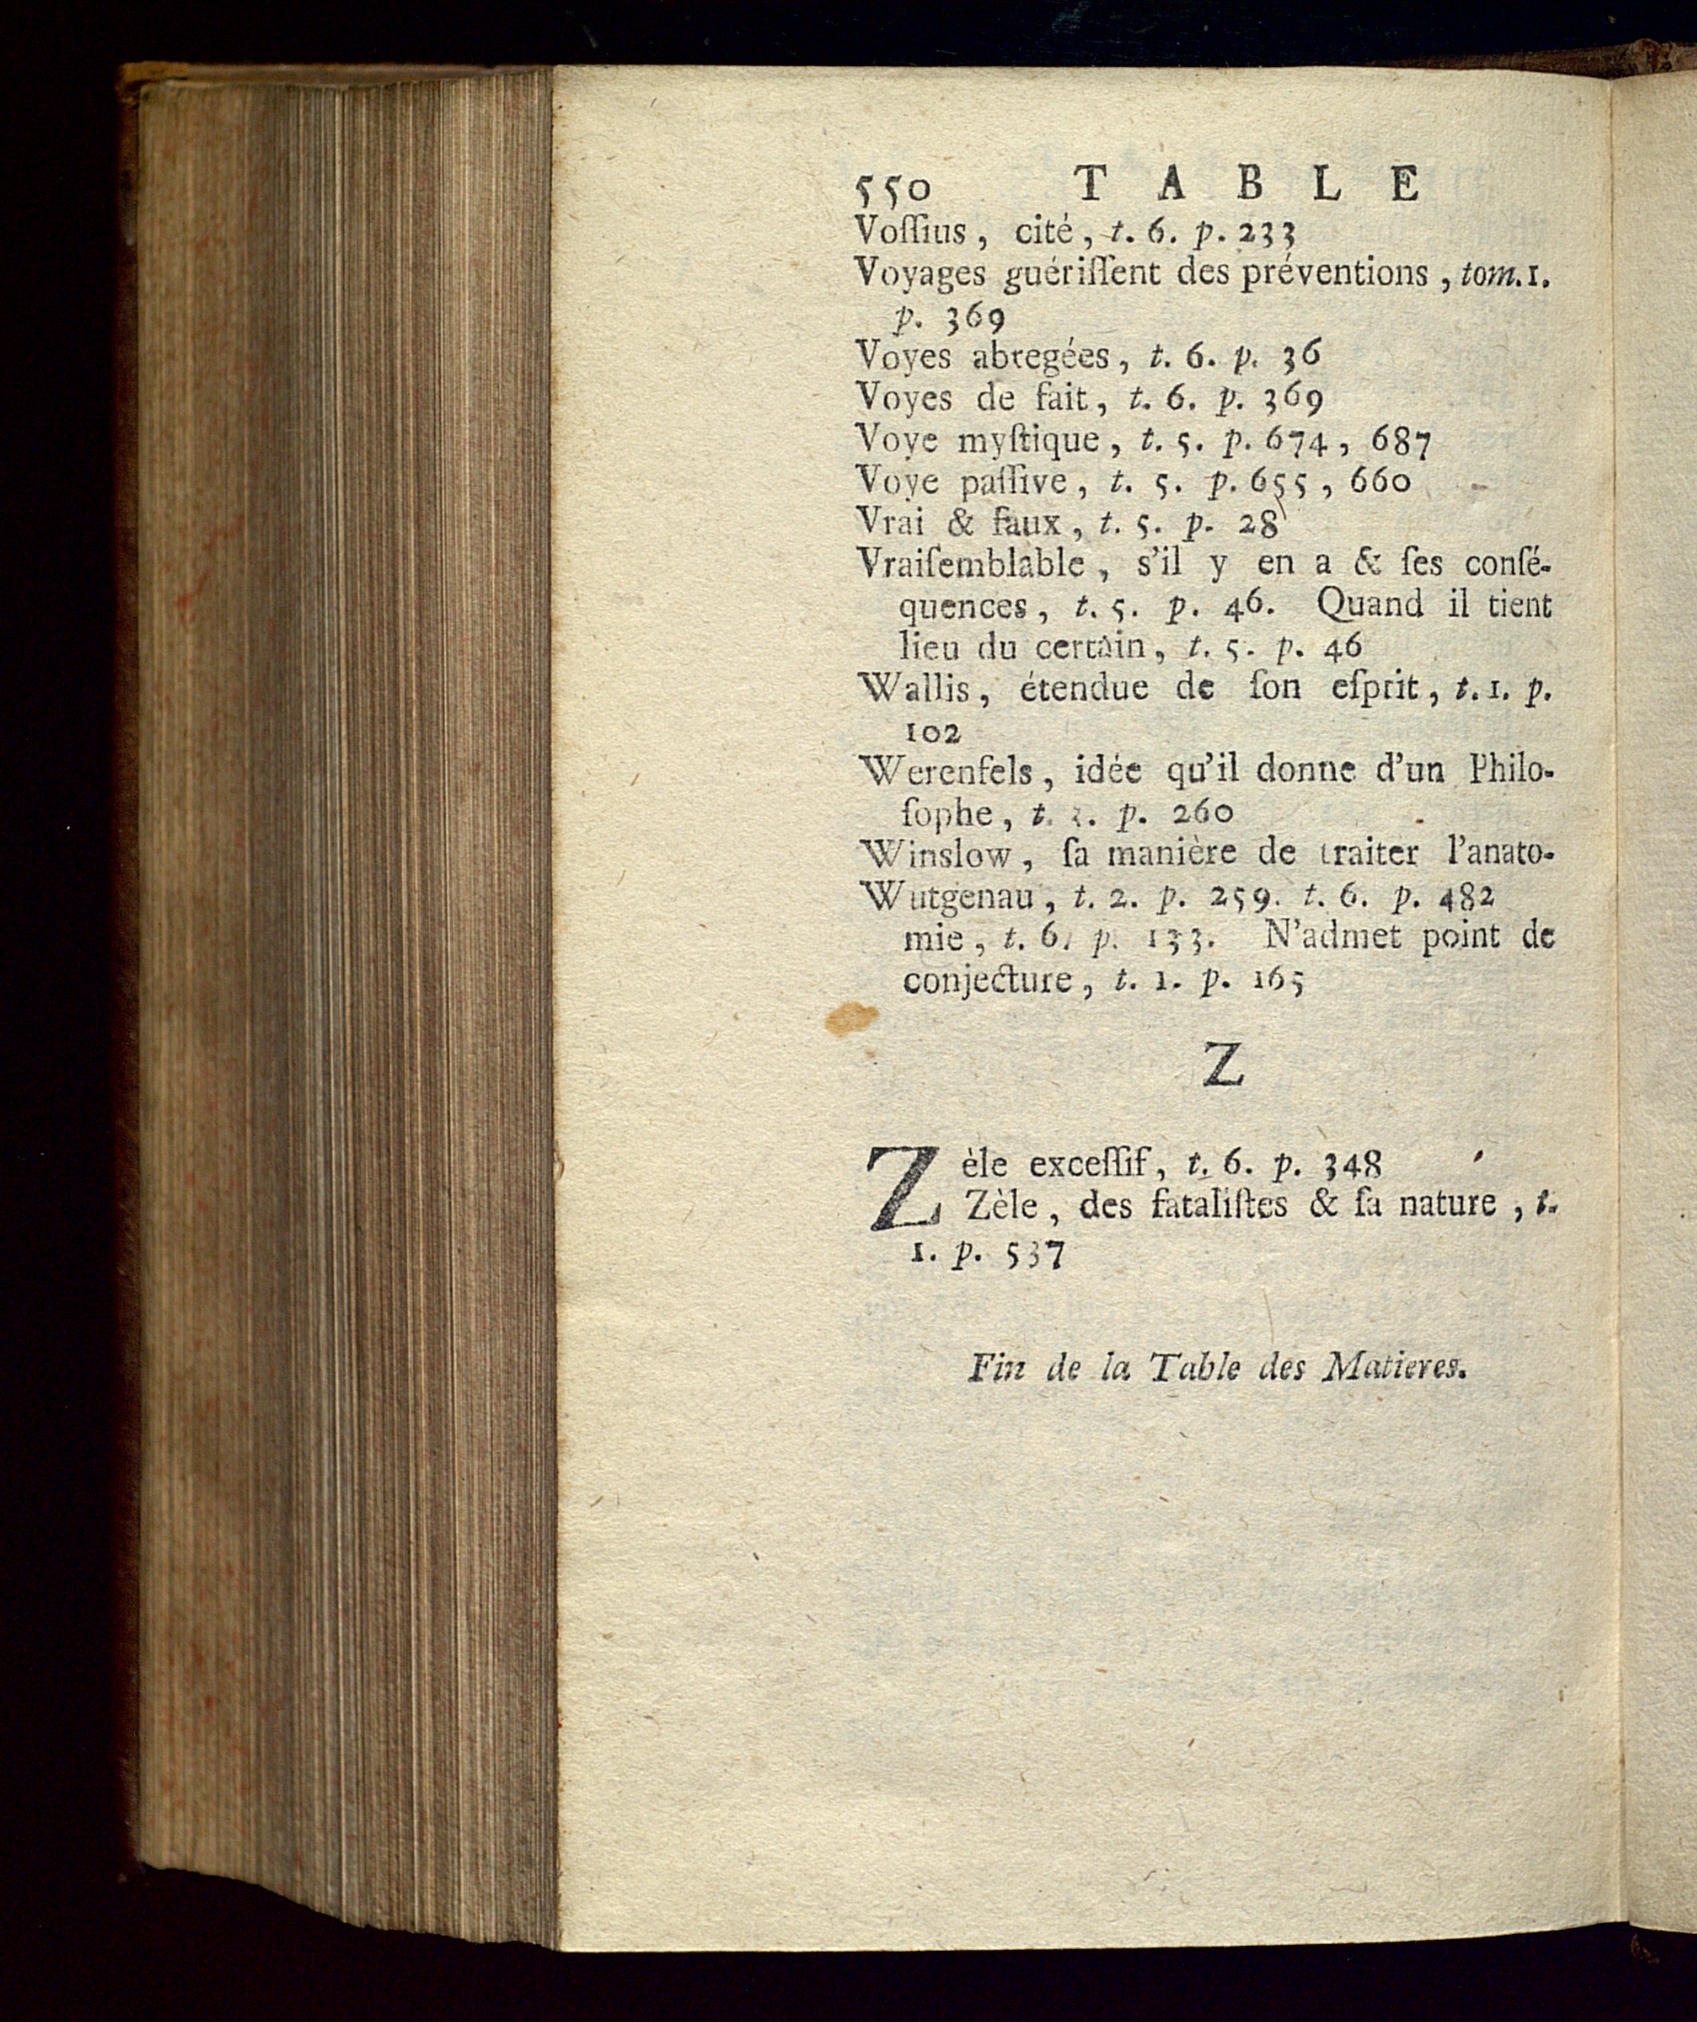 550 TABLE
Voſſius, cité, t. 6. p. 233
Voyages guériſſent des préventions, tom. 1.
p. 369
Voyes abregées, t. 6. p. 36
Voyes de fait, t. 6. p. 369
Voye myſtique, t. 5. p. 674, 687
Voye paſſive, t. 5. p. 655, 660
Vrai & faux, t. 5. p. 28
Vraiſemblable, s'il y en a & ſes conſé-
quences, t. 5. p. 46. Quand il tient
lieu du certain, t. 5. p. 46
Wallis, étendue de ſon eſprit, t. 1. p.
102
Werenfels, idée qu'il donne d'un Philo-
ſophe, t. p. 260
Winslow, ſa manière de traiter l'anato-
Wutgenau, t. 2. p. 259. t. 6. p. 482
mie, t. 6. p. 133. N'admet point de
conjecture, t. 1. p. 165
Z
Zèle exceſſif, t. 6. p. 348
Zèle, des fataliſtes & ſa nature, t.
1. p. 537
Fin de la Table des Matieres.